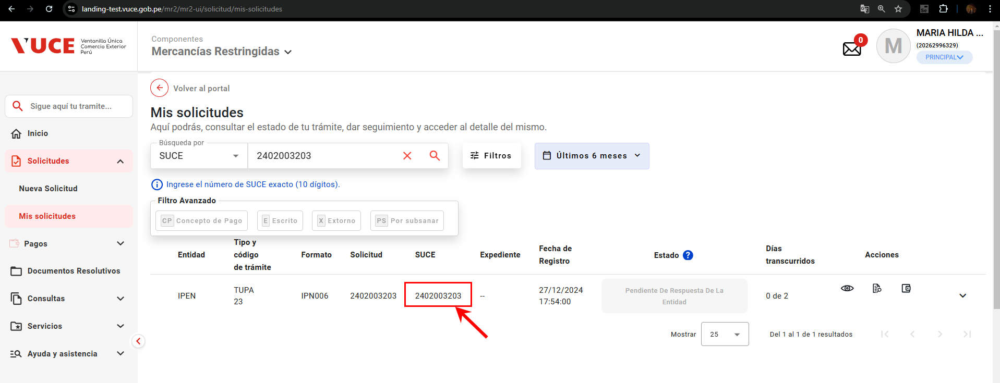 landing-test.vuce.gob.pe/mr2/mr2-ui/solicitud/mis-solicitudes
VUCE
Ventanilla Única
Comercio Exterior
Perú
Componentes
Mercancías Restringidas
0
M
MARIA HILDA ...
(20262996329)
PRINCIPAL
Sigue aquí tu tramite...
Inicio
Solicitudes
Nueva Solicitud
Mis solicitudes
Pagos
Documentos Resolutivos
Consultas
Servicios
Ayuda y asistencia
Volver al portal
Mis solicitudes
Aquí podrás, consultar el estado de tu trámite, dar seguimiento y acceder al detalle del mismo.
Búsqueda por
SUCE
2402003203
Filtros
Últimos 6 meses
Ingrese el número de SUCE exacto (10 dígitos).
Filtro Avanzado
CP Concepto de Pago
E Escrito
X Extorno
PS Por subsanar
Entidad
Tipo y
código
de trámite
Formato
Solicitud
SUCE
Expediente
Fecha de
Registro
Estado ?
Días
transcurridos
Acciones
IPEN
TUPA
23
IPN006
2402003203
2402003203
--
27/12/2024
17:54:00
Pendiente De Respuesta De La
Entidad
0 de 2
Mostrar
25
Del 1 al 1 de 1 resultados